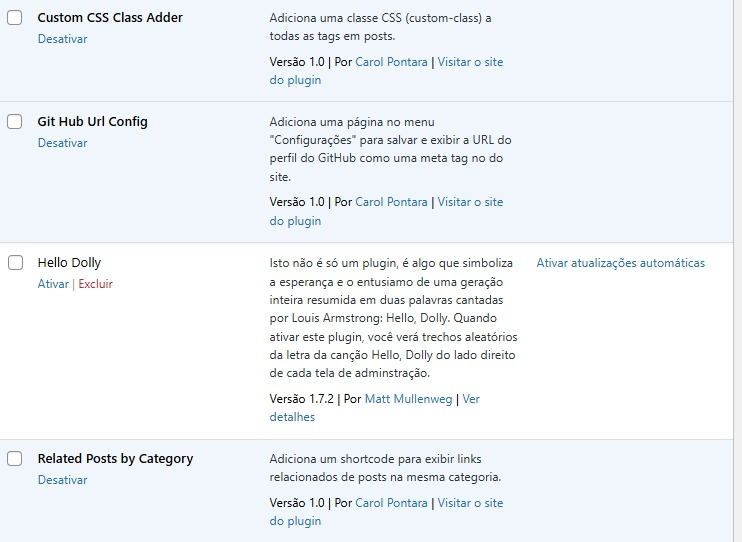 Custom CSS Class Adder
Desativar
Adiciona uma classe CSS (custom-class) a
todas as tags em posts.
Versão 1.0 | Por Carol Pontara | Visitar o site
do plugin
Git Hub Url Config
Desativar
Adiciona uma página no menu
"Configurações" para salvar e exibir a URL do
perfil do GitHub como uma meta tag no do
site.
Versão 1.0 | Por Carol Pontara | Visitar o site
do plugin
Hello Dolly
Ativar | Excluir
Isto não é só um plugin, é algo que simboliza
a esperança e o entusiamo de uma geração
inteira resumida em duas palavras cantadas
por Louis Armstrong: Hello, Dolly. Quando
ativar este plugin, você verá trechos aleatórios
da letra da canção Hello, Dolly do lado direito
de cada tela de adminstração.
Versão 1.7.2 | Por Matt Mullenweg | Ver
detalhes
Ativar atualizações automáticas
Related Posts by Category
Desativar
Adiciona um shortcode para exibir links
relacionados de posts na mesma categoria.
Versão 1.0 | Por Carol Pontara | Visitar o site
do plugin